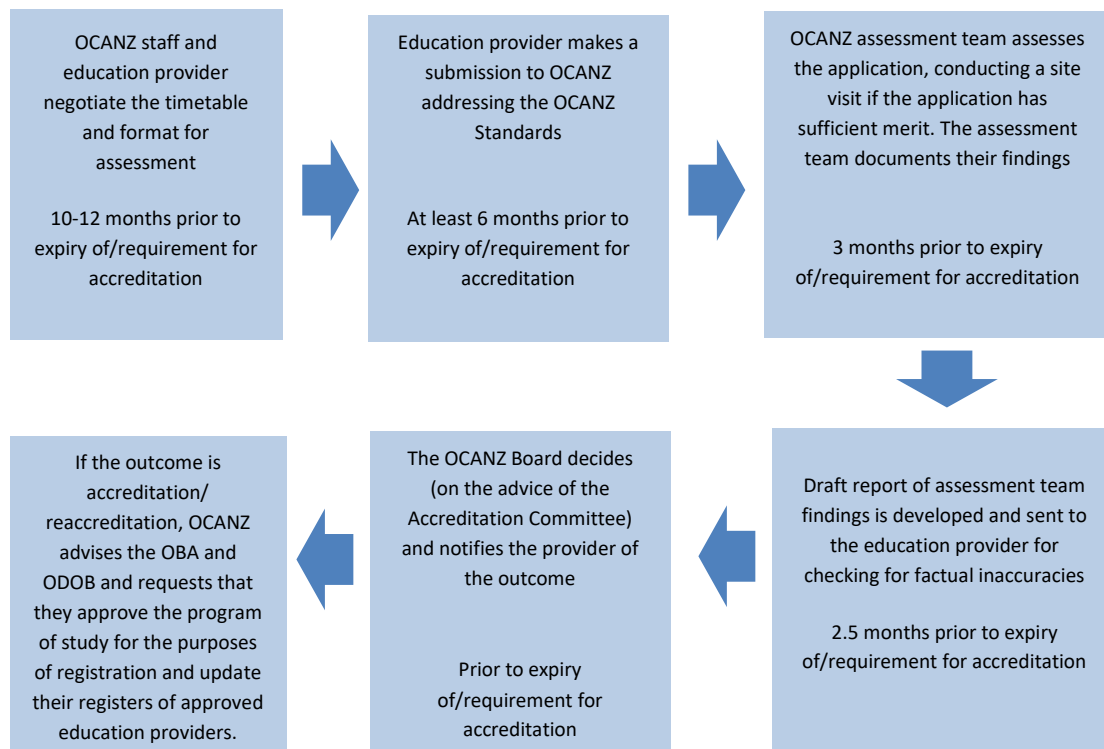 OCANZ staff and
education provider
negotiate the timetable
and format for
assessment
10-12 months prior to
expiry of/requirement for
accreditation
Education provider makes a
submission to OCANZ
addressing the OCANZ
Standards
At least 6 months prior to
expiry of/requirement for
accreditation
OCANZ assessment team assesses
the application, conducting a site
visit if the application has
sufficient merit. The assessment
team documents their findings
3 months prior to expiry
of/requirement for accreditation
Draft report of assessment team
findings is developed and sent to
the education provider for
checking for factual inaccuracies
2.5 months prior to expiry
of/requirement for accreditation
The OCANZ Board decides
(on the advice of the
Accreditation Committee)
and notifies the provider of
the outcome
Prior to expiry
of/requirement for
accreditation
If the outcome is
accreditation/
reaccreditation, OCANZ
advises the OBA and
ODOB and requests that
they approve the program
of study for the purposes
of registration and update
their registers of approved
education providers.